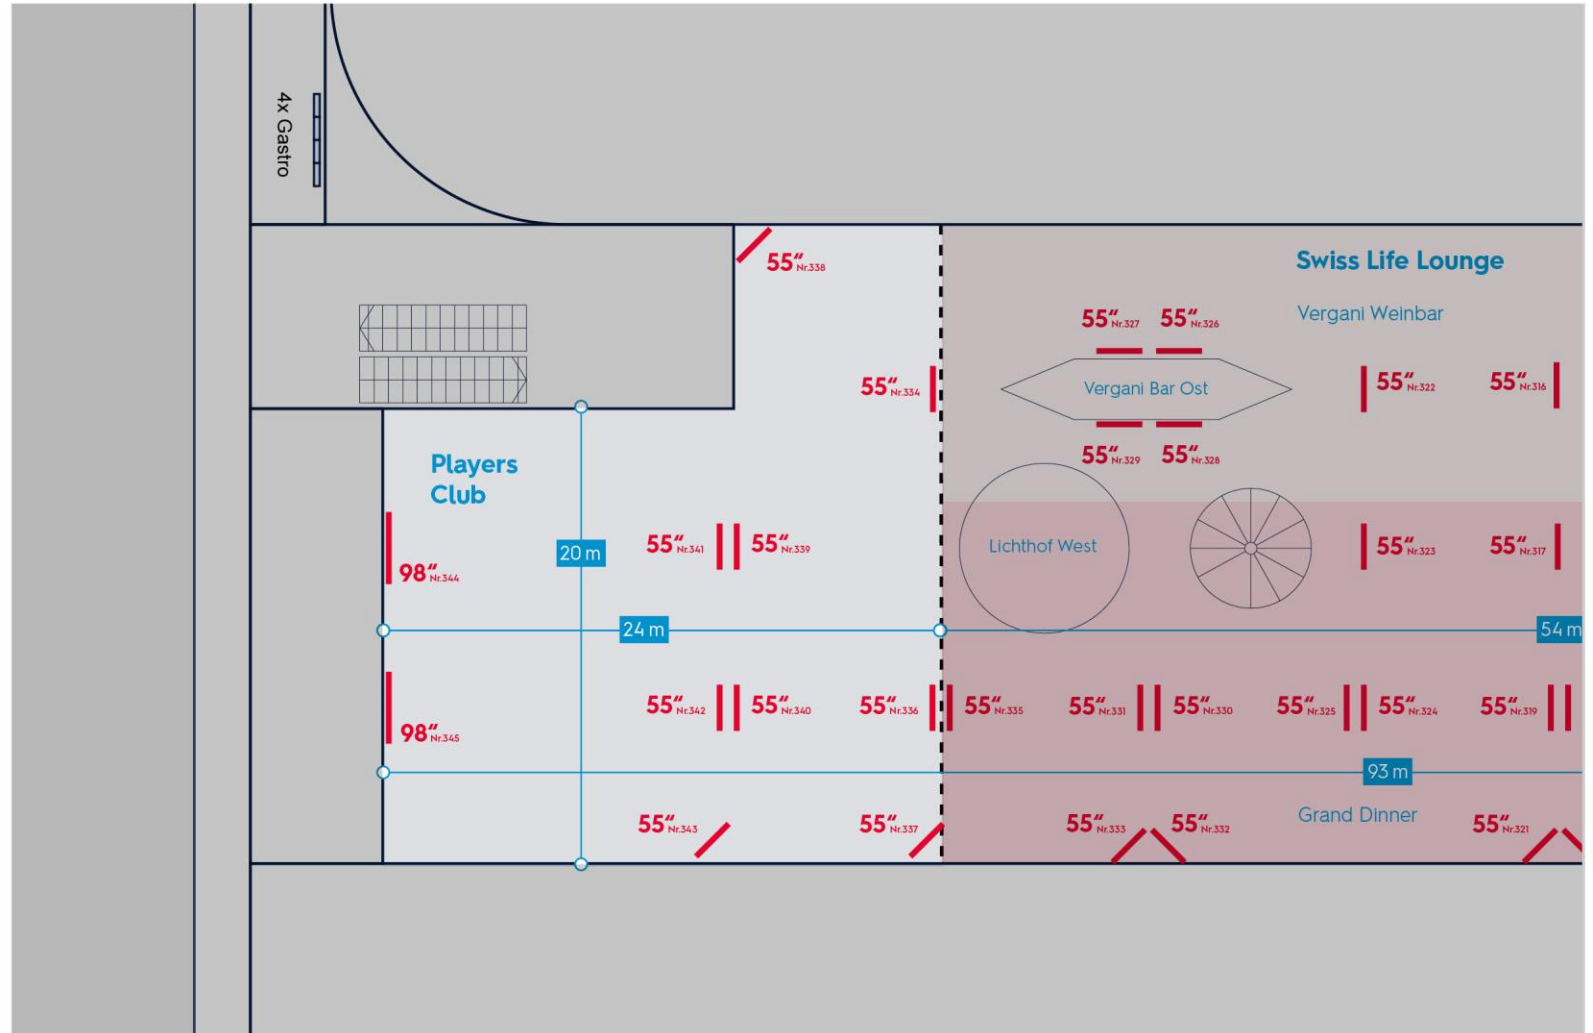 4x Gastro
55“ Nr.338
Swiss Life Lounge
Vergani Weinbar
55“ Nr.327
55“ Nr.326
55“ Nr.334
Vergani Bar Ost
55“ Nr.322
55“ Nr.316
55“ Nr.329
55“ Nr.328
Players
Club
98“ Nr.344
20 m
55“ Nr.341
55“ Nr.339
Lichthof West
55“ Nr.323
55“ Nr.317
24 m
54 m
98“ Nr.345
55“ Nr.342
55“ Nr.340
55“ Nr.336
55“ Nr.335
55“ Nr.331
55“ Nr.330
55“ Nr.325
55“ Nr.324
55“ Nr.319
93 m
Grand Dinner
55“ Nr.343
55“ Nr.337
55“ Nr.333
55“ Nr.332
55“ Nr.321